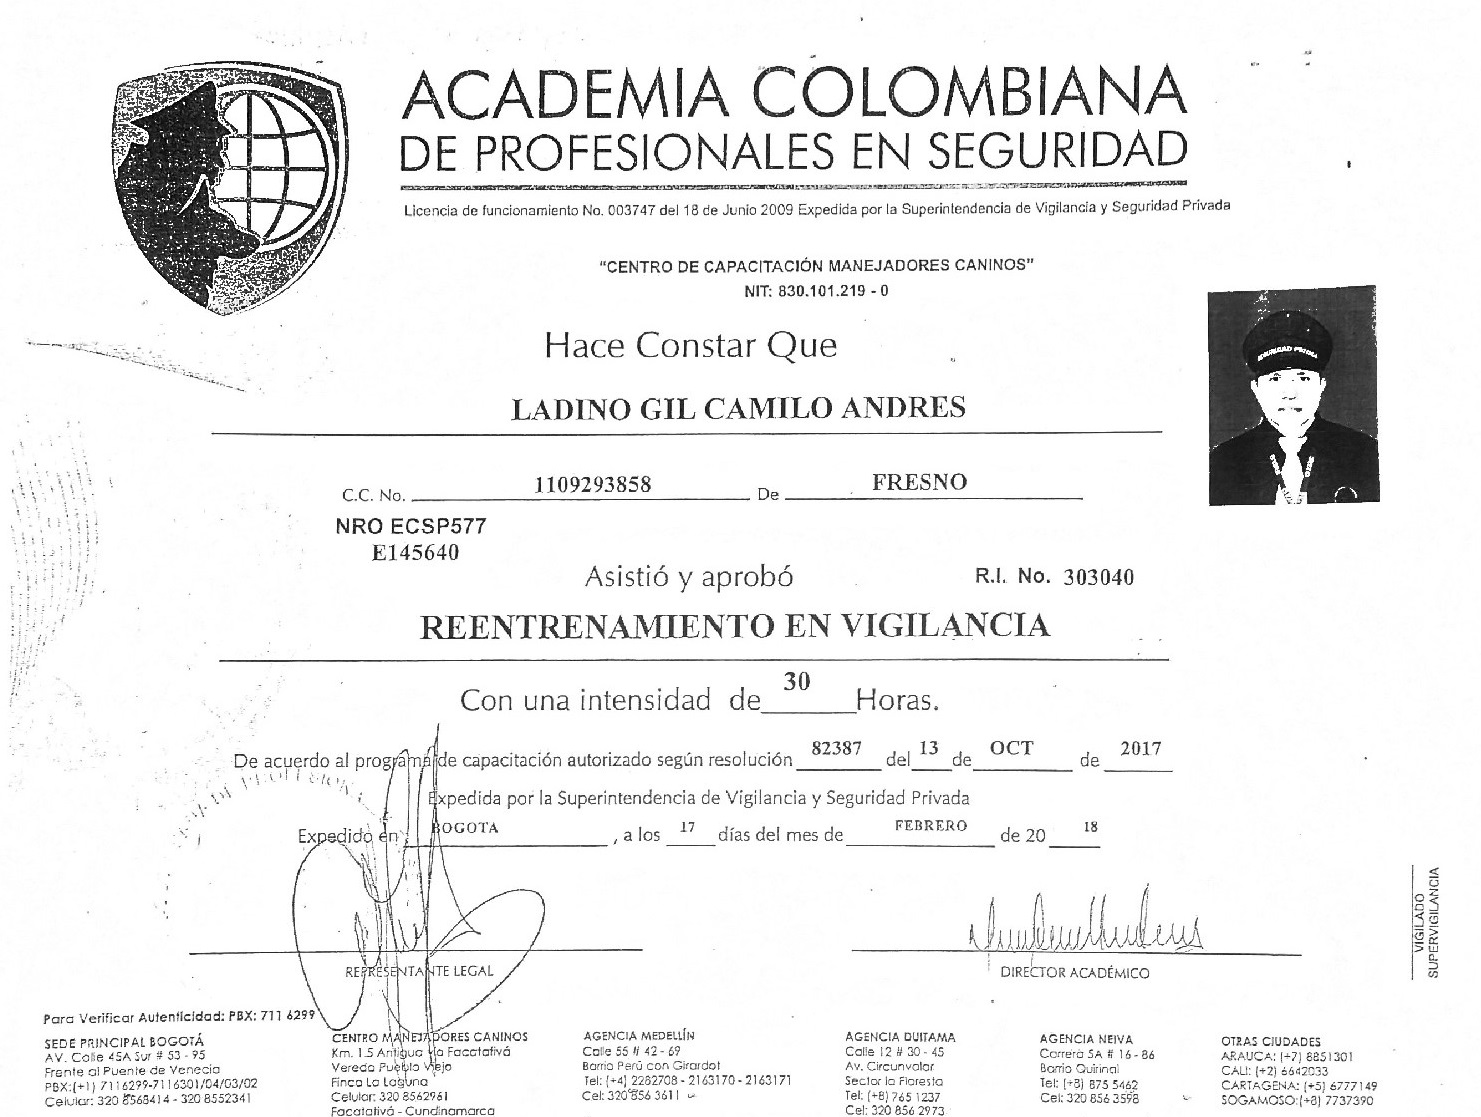 ACADEMIA COLOMBIANA
DE PROFESIONALES EN SEGURIDAD
Licencia de funcionamiento No. 003747 del 18 de Junio 2009 Expedida por la Superintendencia de Vigilancia y Seguridad Privada
"CENTRO DE CAPACITACIÓN MANEJADORES CANINOS"
NIT: 830.101.219 - 0
Hace Constar Que
LADINO GIL CAMILO ANDRES
C.C. No. 1109293858 De FRESNO
NRO ECSP577
E145640
Asistió y aprobó R.I. No. 303040
REENTRENAMIENTO EN VIGILANCIA
Con una intensidad de 30 Horas.
De acuerdo al programa de capacitación autorizado según resolución 82387 del 13 de OCT de 2017
Expedida por la Superintendencia de Vigilancia y Seguridad Privada
Expedido en BOGOTA, a los 17 días del mes de FEBRERO de 20 18
REPRESENTANTE LEGAL
DIRECTOR ACADÉMICO
VIGILADO
SUPERVIGILANCIA
Para Verificar Autenticidad: PBX: 711 6299
SEDE PRINCIPAL BOGOTÁ
AV. Calle 45A Sur # 53 - 95
Frente al Puente de Venecia
PBX:(+1) 7116299-7116301/04/03/02
Celular: 320 8568414 - 320 8552341
CENTRO MANEJADORES CANINOS
Km. 1.5 Antigua Vía Facatativá
Vereda Pueblo Viejo
Finca La Laguna
Celular: 320 8562961
Facatativá - Cundinamarca
AGENCIA MEDELLÍN
Calle 55 # 42 - 69
Barrio Perú con Girardot
Tel: (+4) 2282708 - 2163170 - 2163171
Cel: 320 856 3611
AGENCIA DUITAMA
Calle 12 # 30 - 45
Av. Circunvalar
Sector la Floresta
Tel: (+8) 765 1237
Cel: 320 856 2973
AGENCIA NEIVA
Carrera 5A # 16 - 86
Barrio Quirinal
Tel: (+8) 875 5462
Cel: 320 856 3598
OTRAS CIUDADES
ARAUCA: (+7) 8851301
CALI: (+2) 6642033
CARTAGENA: (+5) 6777149
SOGAMOSO:(+8) 7737390